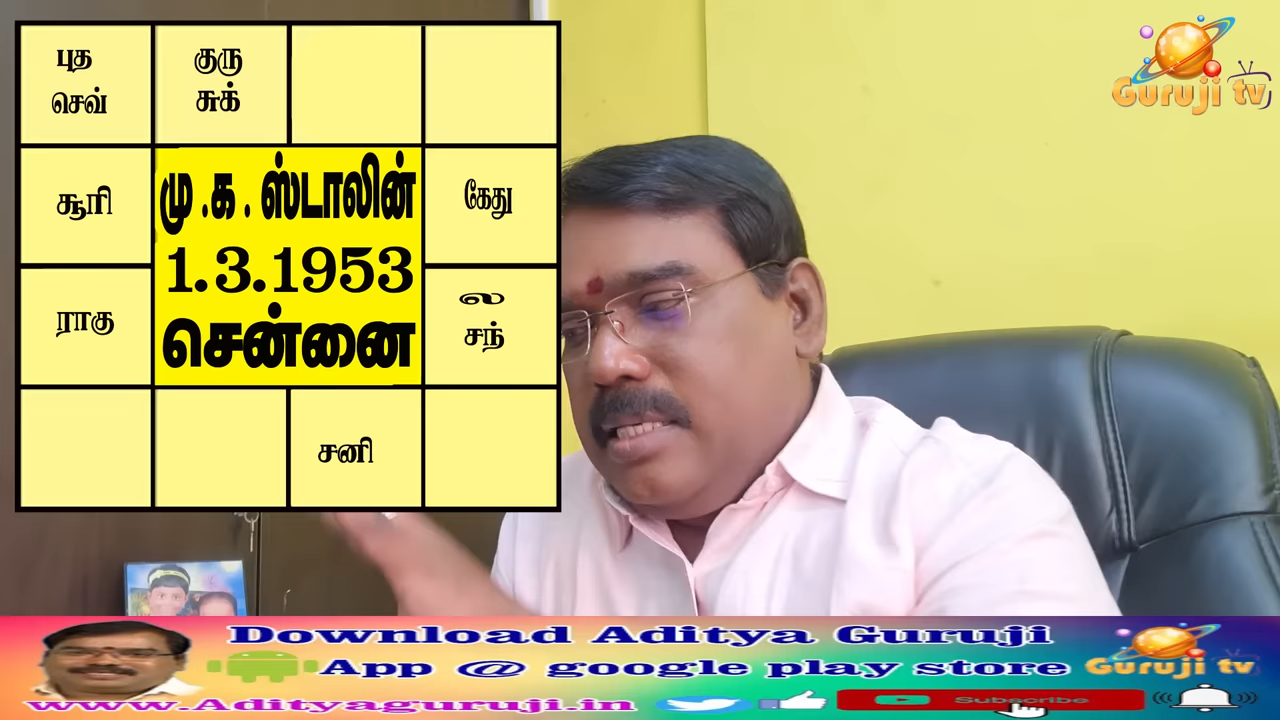 புத
செவ்
குரு
சுக்
சூரி
மு.க.ஸ்டாலின்
1.3.1953
சென்னை
கேது
ராகு
ல
சந்
சனி
Guruji tv
Download Aditya Guruji
App @ google play store
www.Adityaguruji.in
Subscribe
Guruji tv